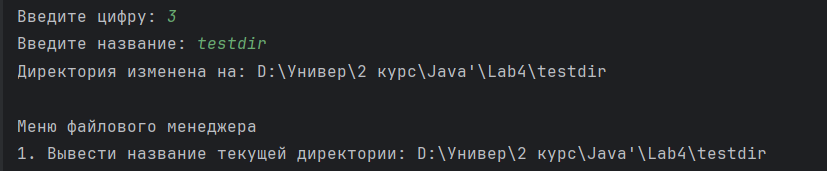 Введите цифру: 3
Введите название: testdir
Директория изменена на: D:\Универ\2 курс\Java'\Lab4\testdir
Меню файлового менеджера
1. Вывести название текущей директории: D:\Универ\2 курс\Java'\Lab4\testdir